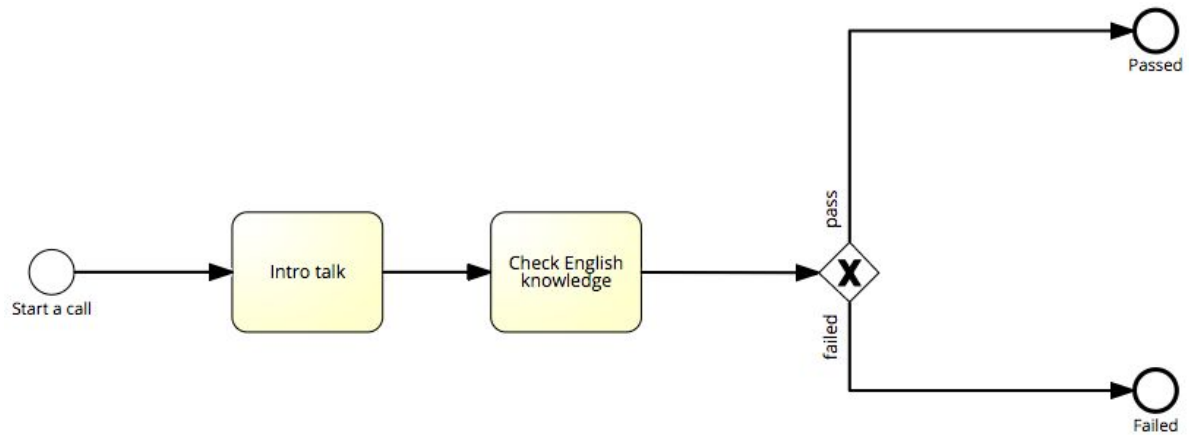 Passed
pass
Intro talk
Check English
knowledge
Start a call
failed
Failed